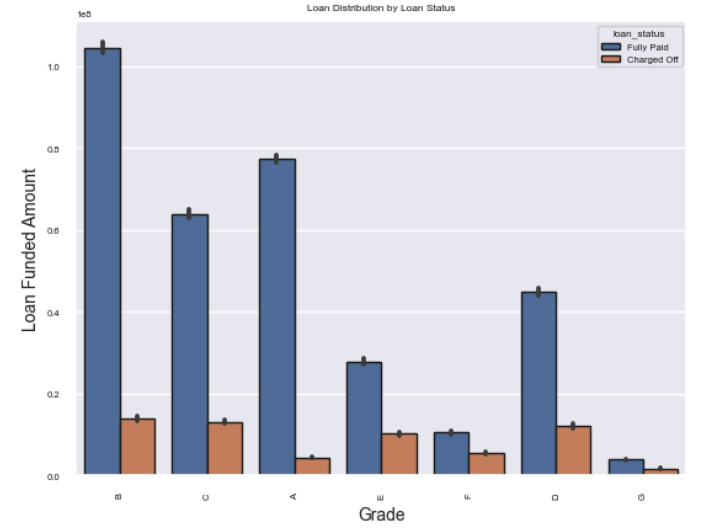 Loan Distribution by Loan Status
1e8
loan_status
Fully Paid
Charged Off
1.0
0.8
0.6
0.4
0.2
0.0
Loan Funded Amount
B
C
A
E
F
D
G
Grade